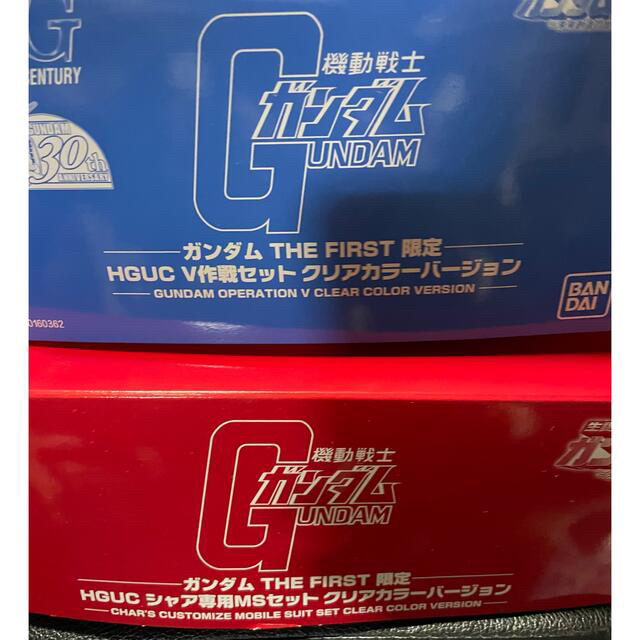 G
CENTURY
GUNDAM
30th
ANNIVERSARY
機動戦士
ガンダム
GUNDAM
ガンダム THE FIRST 限定
HGUC V作戦セット クリアカラーバージョン
GUNDAM OPERATION V CLEAR COLOR VERSION
BAN
DAI
0160362
機動戦士
ガンダム
GUNDAM
ガンダム THE FIRST 限定
HGUC シャア専用MSセット クリアカラーバージョン
CHAR'S CUSTOMIZE MOBILE SUIT SET CLEAR COLOR VERSION